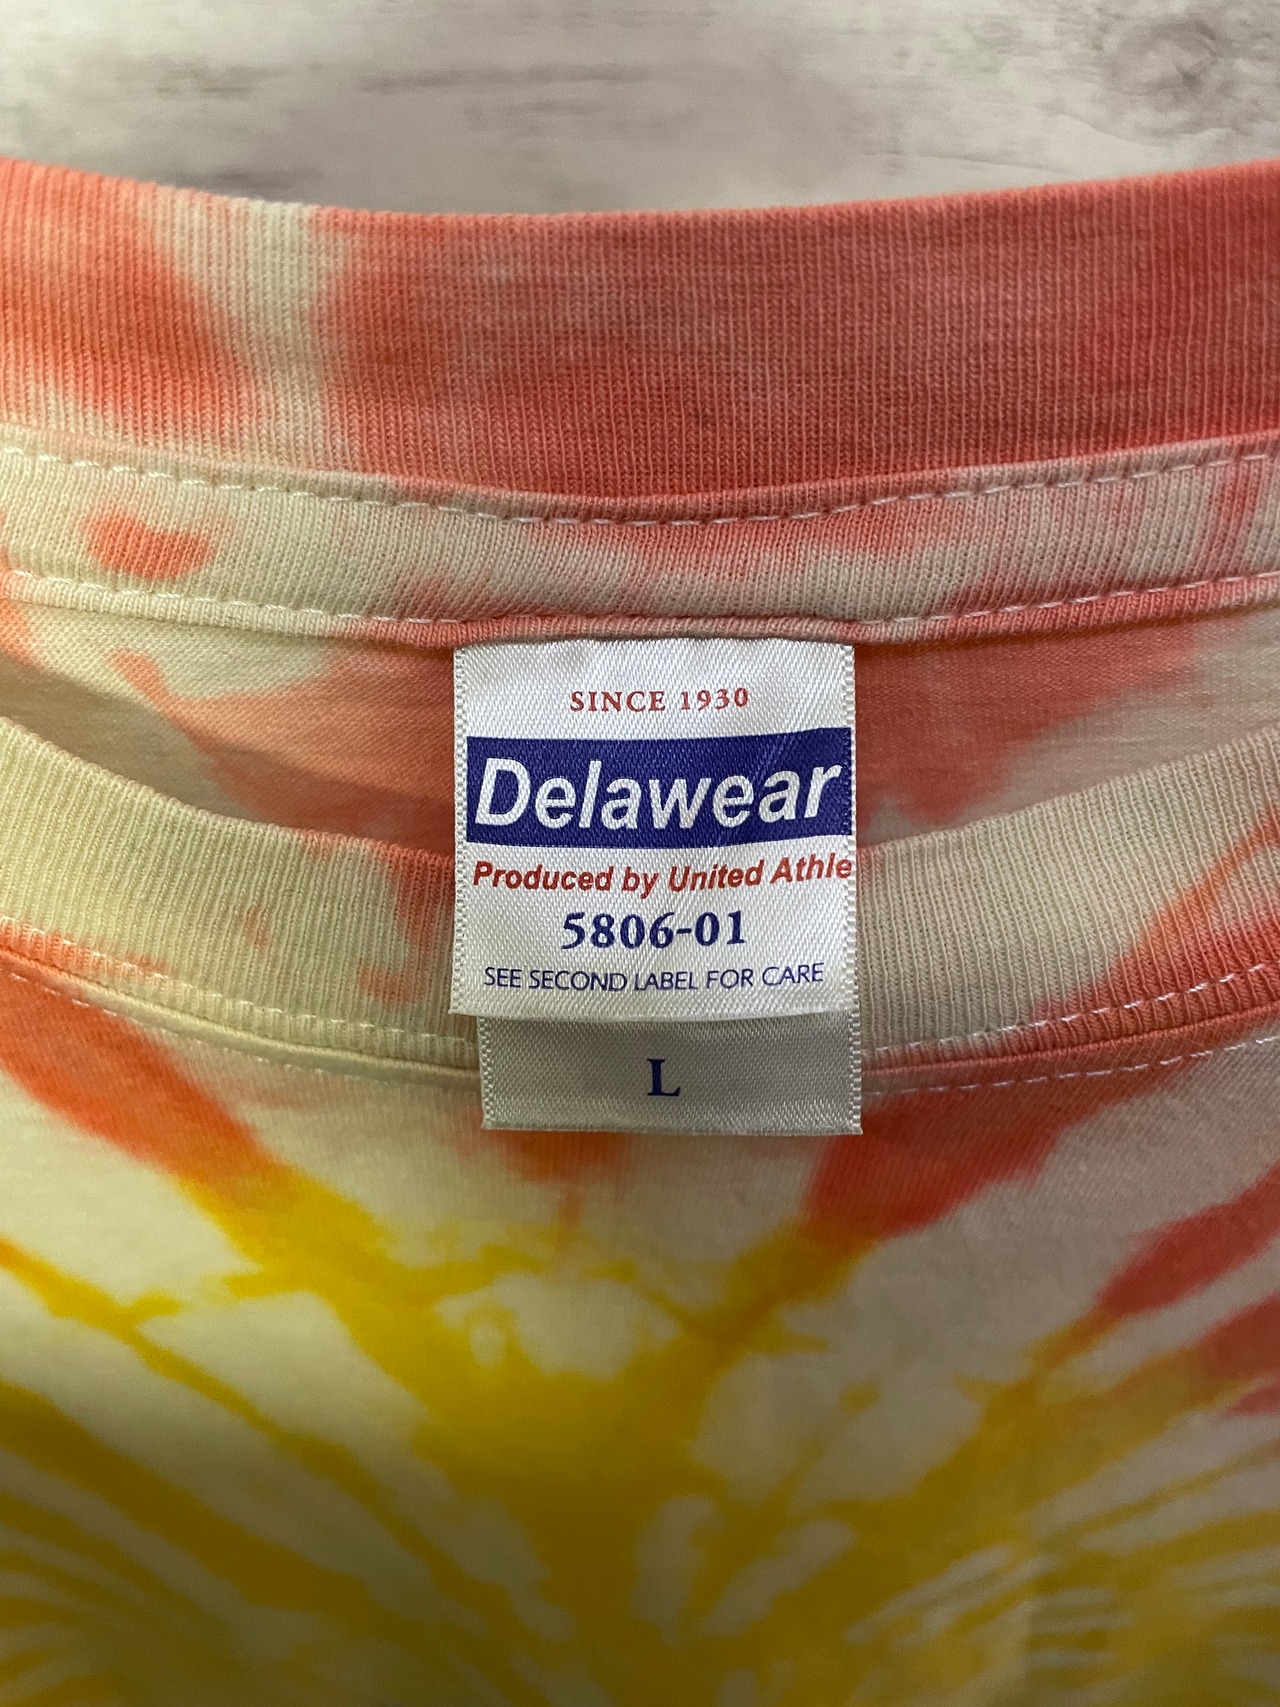 SINCE 1930
Delawear
Produced by United Athle
5806-01
SEE SECOND LABEL FOR CARE
L